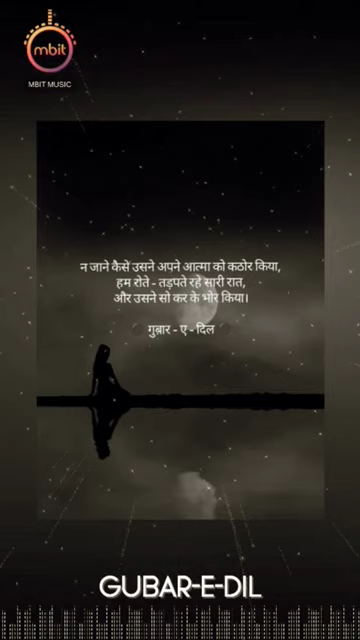 mbit
MBIT MUSIC
न जाने कैसें उसने अपने आत्मा को कठोर किया,
हम रोते - तड़पते रहे सारी रात,
और उसने सो कर के भोर किया।
गुब़ार - ए - दिल
GUBAR-E-DIL